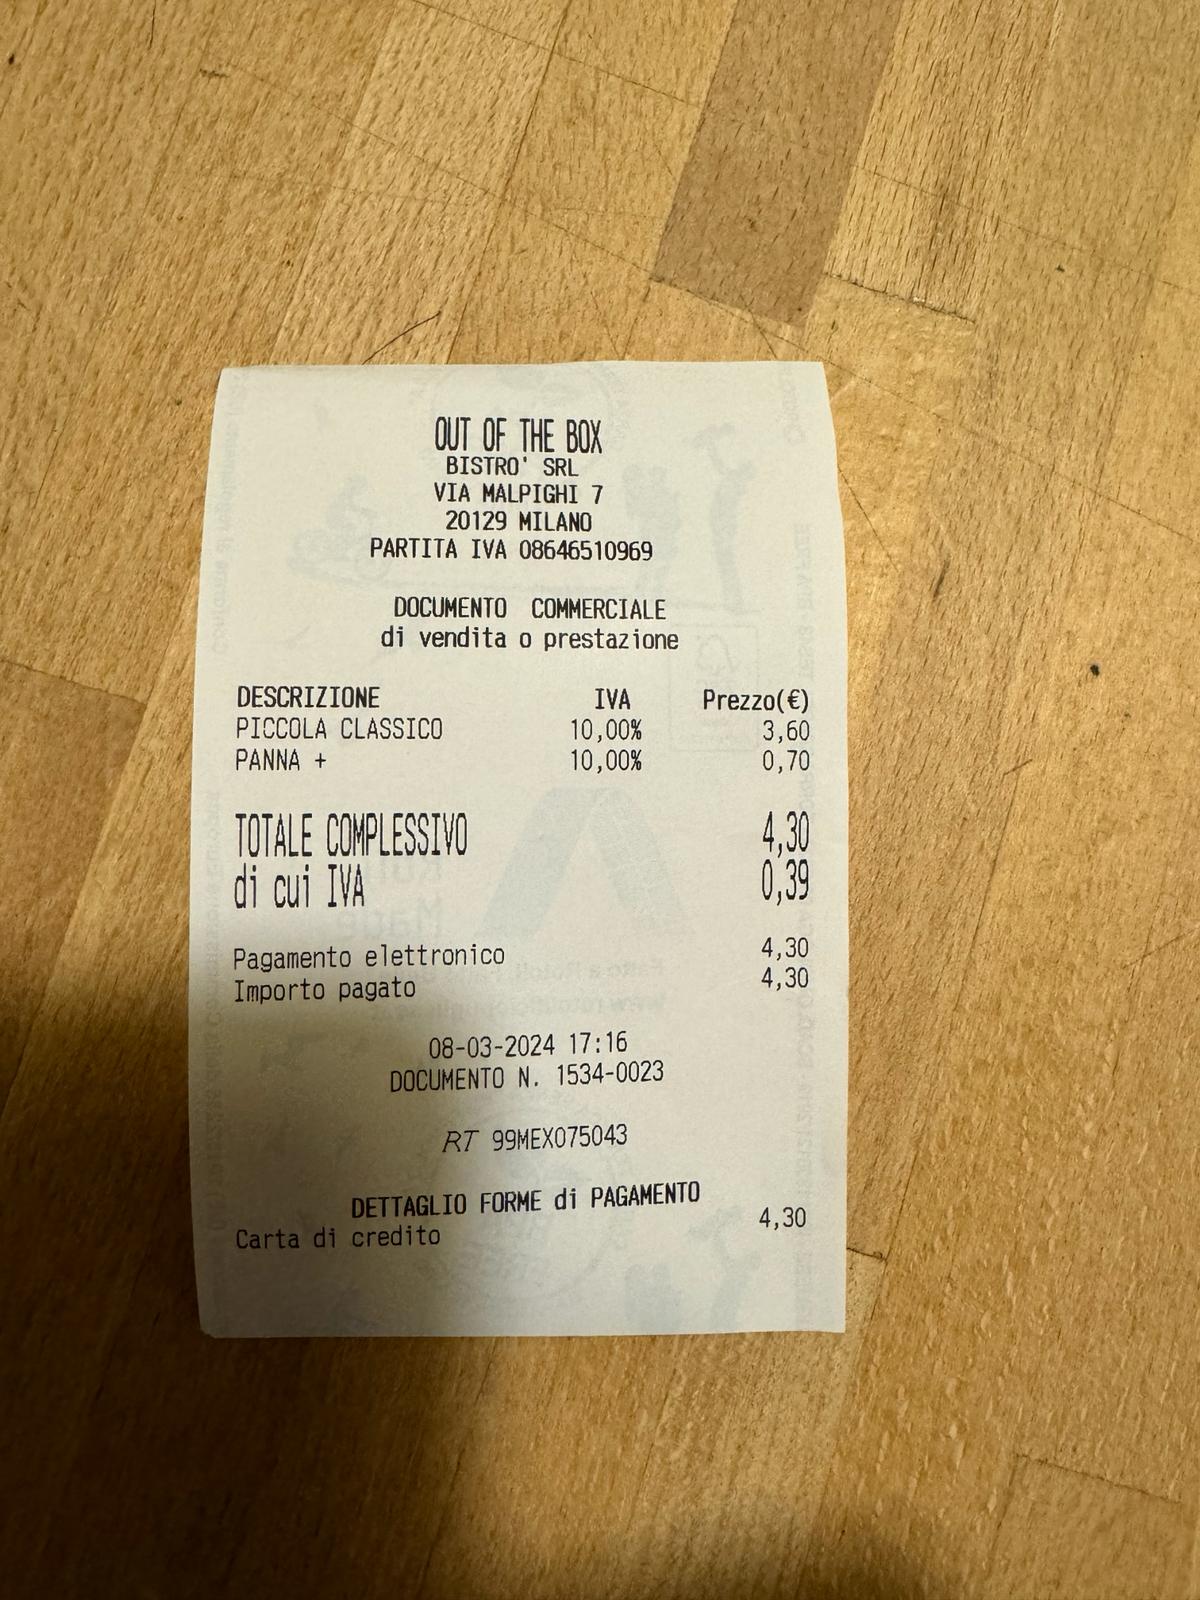 OUT OF THE BOX
BISTRO' SRL
VIA MALPIGHI 7
20129 MILANO
PARTITA IVA 08646510969
DOCUMENTO COMMERCIALE
di vendita o prestazione
DESCRIZIONE IVA Prezzo(€)
PICCOLA CLASSICO 10,00% 3,60
PANNA + 10,00% 0,70
TOTALE COMPLESSIVO 4,30
di cui IVA 0,39
Pagamento elettronico 4,30
Importo pagato 4,30
08-03-2024 17:16
DOCUMENTO N. 1534-0023
RT 99MEX075043
DETTAGLIO FORME di PAGAMENTO
Carta di credito 4,30